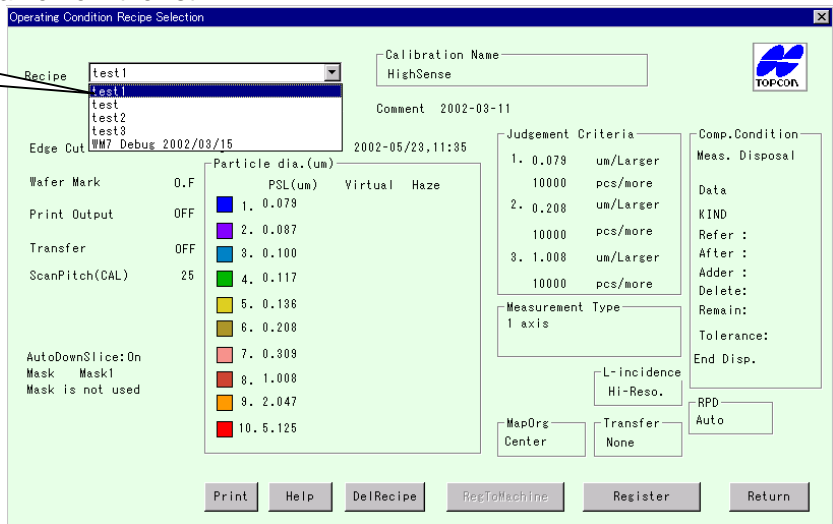 Operating Condition Recipe Selection
Recipe test1
test1
test
test2
test3
WM7 Debug 2002/03/15
Calibration Name
HighSense
TOPCON
Comment 2002-03-11
Edge Cut
2002-05/23,11:35
Wafer Mark O.F
Print Output OFF
Transfer OFF
ScanPitch(CAL) 25
AutoDownSlice:On
Mask Mask1
Mask is not used
Particle dia.(um)
PSL(um) Virtual Haze
1. 0.079
2. 0.087
3. 0.100
4. 0.117
5. 0.136
6. 0.208
7. 0.309
8. 1.008
9. 2.047
10. 5.125
Judgement Criteria
1. 0.079 um/Larger
10000 pcs/more
2. 0.208 um/Larger
10000 pcs/more
3. 1.008 um/Larger
10000 pcs/more
Measurement Type
1 axis
L-incidence
Hi-Reso.
MapOrg
Center
Transfer
None
Comp.Condition
Meas. Disposal
Data
KIND
Refer :
After :
Adder :
Delete:
Remain:
Tolerance:
End Disp.
RPD
Auto
Print Help DelRecipe RegToMachine Register Return